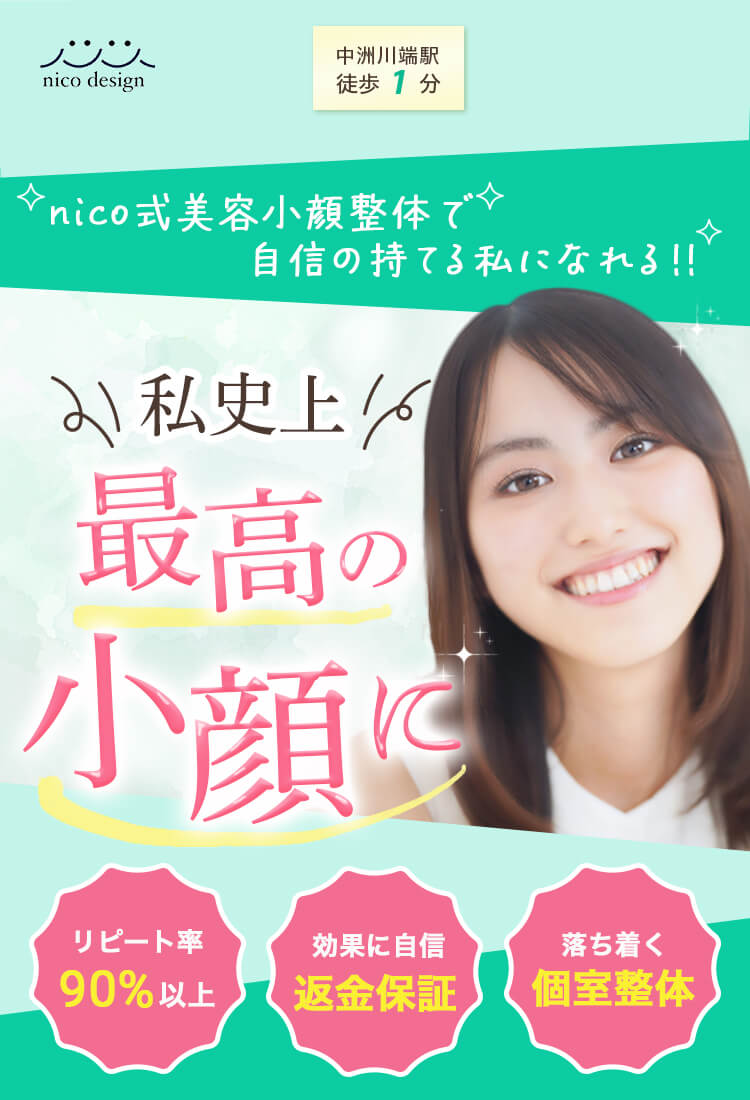 nico design
中洲川端駅
徒歩 1 分
nico式美容小顔整体で
自信の持てる私になれる!!
私史上
最高の
小顔に
リピート率
90%以上
効果に自信
返金保証
落ち着く
個室整体